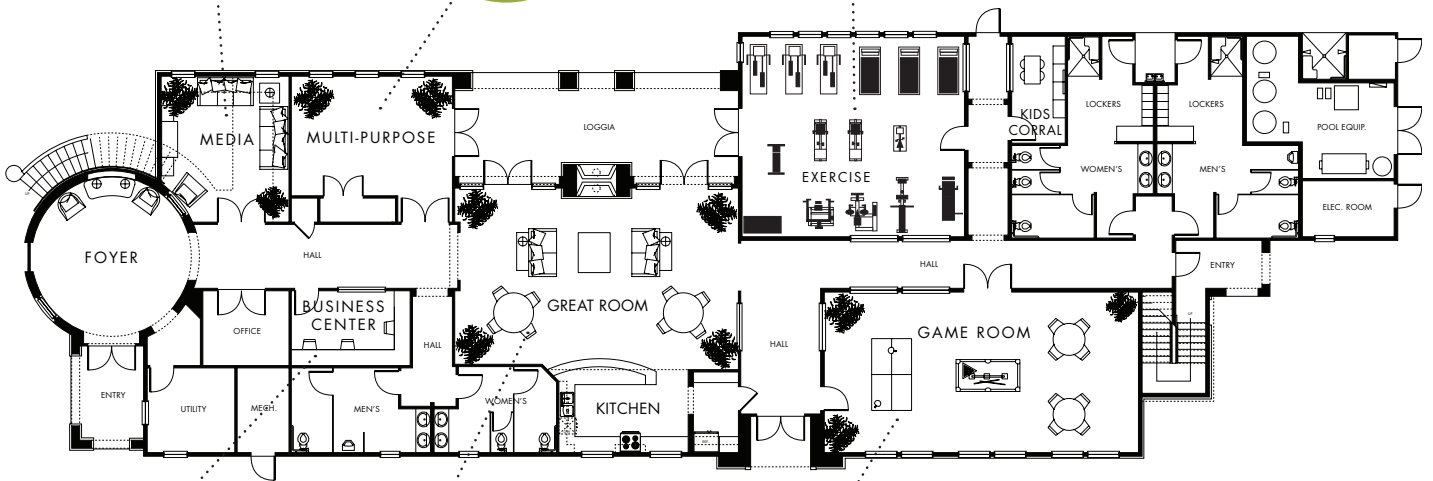 MEDIA
MULTI-PURPOSE
LOGGIA
EXERCISE
KIDS
CORRAL
LOCKERS
LOCKERS
POOL EQUIP.
WOMEN'S
MEN'S
ELEC. ROOM
FOYER
HALL
HALL
ENTRY
BUSINESS
CENTER
OFFICE
HALL
GREAT ROOM
HALL
GAME ROOM
UP
ENTRY
UTILITY
MECH.
MEN'S
WOMEN'S
KITCHEN